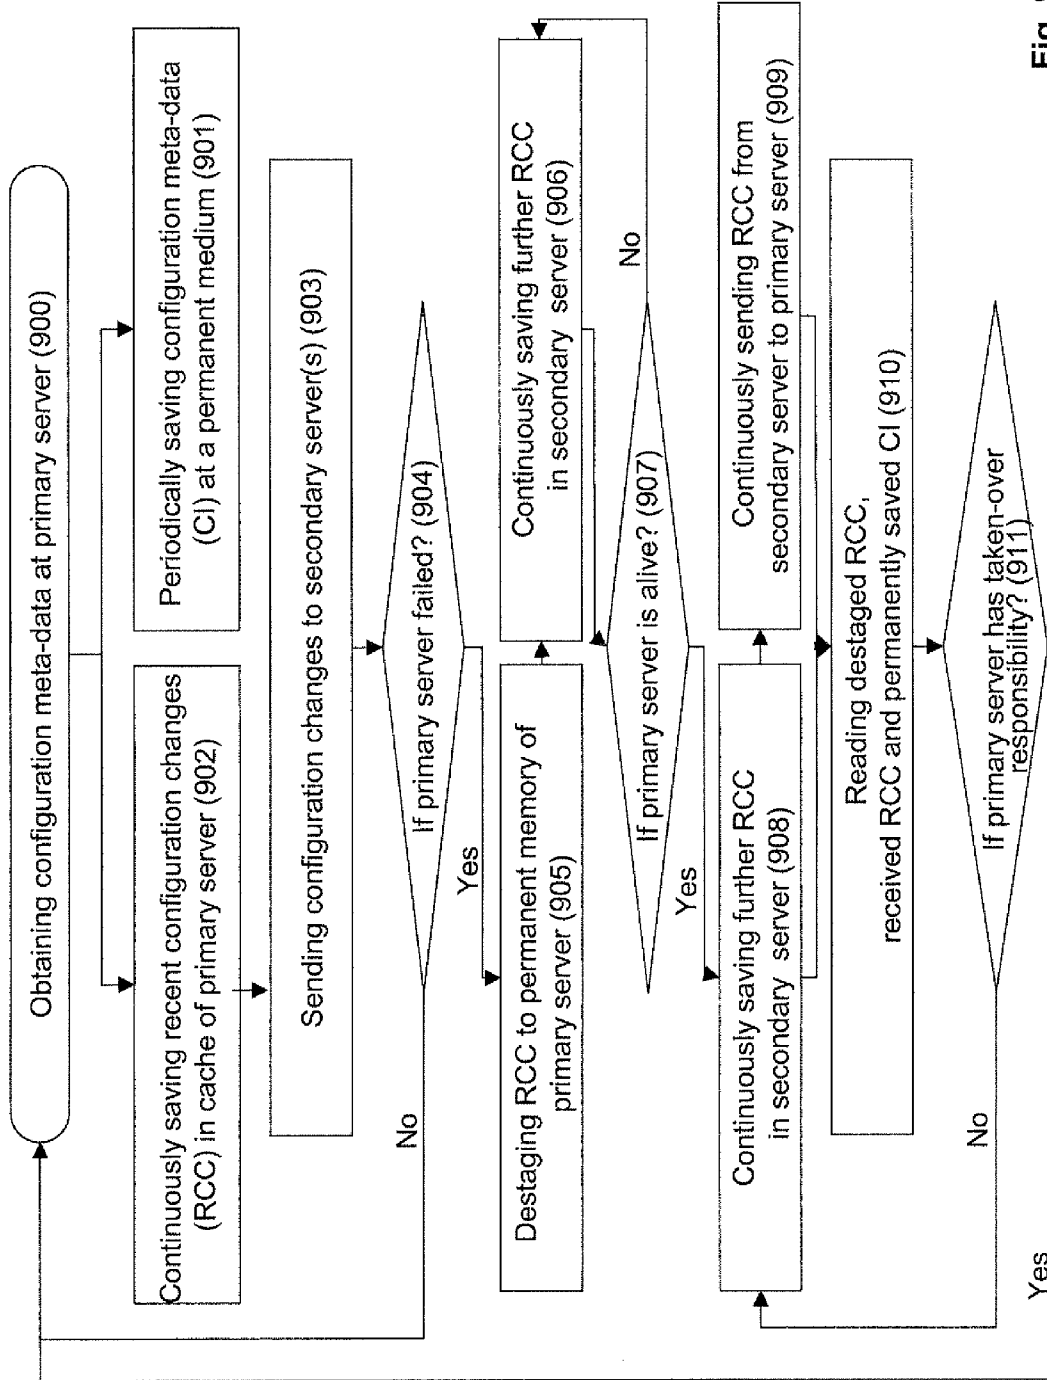 Obtaining configuration meta-data at primary server (900)
Continuously saving recent configuration changes
(RCC) in cache of primary server (902)
Periodically saving configuration meta-data
(CI) at a permanent medium (901)
Sending configuration changes to secondary server(s) (903)
If primary server failed? (904)
No
Yes
Destaging RCC to permanent memory of
primary server (905)
Continuously saving further RCC
in secondary server (906)
If primary server is alive? (907)
No
Yes
Continuously saving further RCC
in secondary server (908)
Continuously sending RCC from
secondary server to primary server (909)
Reading destaged RCC,
received RCC and permanently saved CI (910)
If primary server has taken-over
responsibility? (911)
No
Yes
Fig.